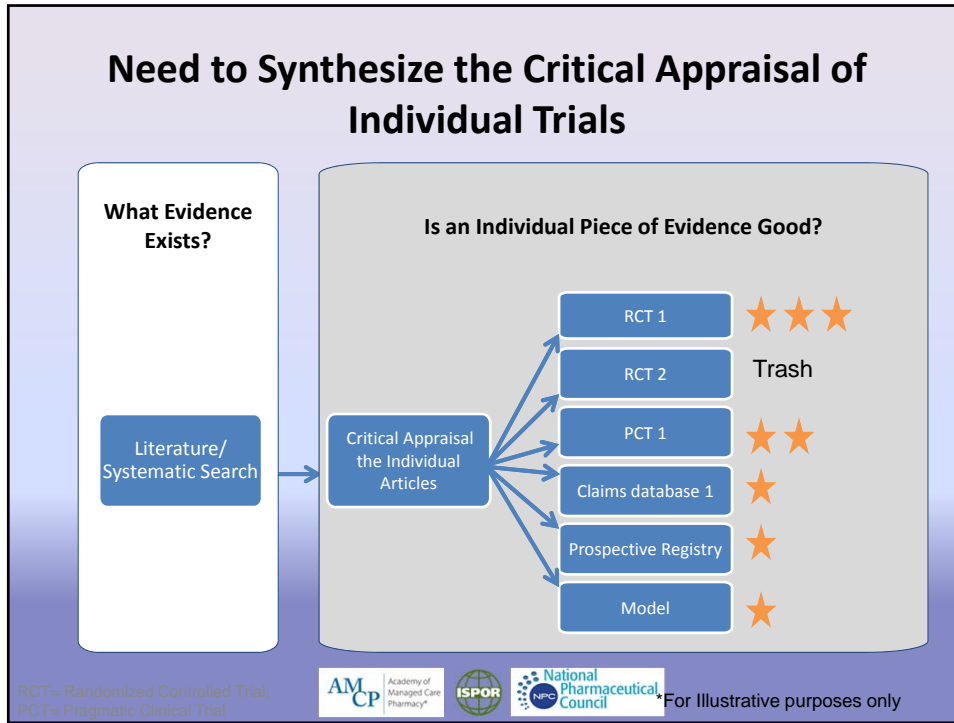 Need to Synthesize the Critical Appraisal of
Individual Trials
What Evidence
Exists?
Literature/
Systematic Search
Is an Individual Piece of Evidence Good?
Critical Appraisal
the Individual
Articles
RCT 1
RCT 2
Trash
PCT 1
Claims database 1
Prospective Registry
Model
RCT= Randomized Controlled Trial;
PCT= Pragmatic Clinical Trial
AMCP
Academy of
Managed Care
Pharmacy*
ISPOR
NPC
National
Pharmaceutical
Council
*For Illustrative purposes only